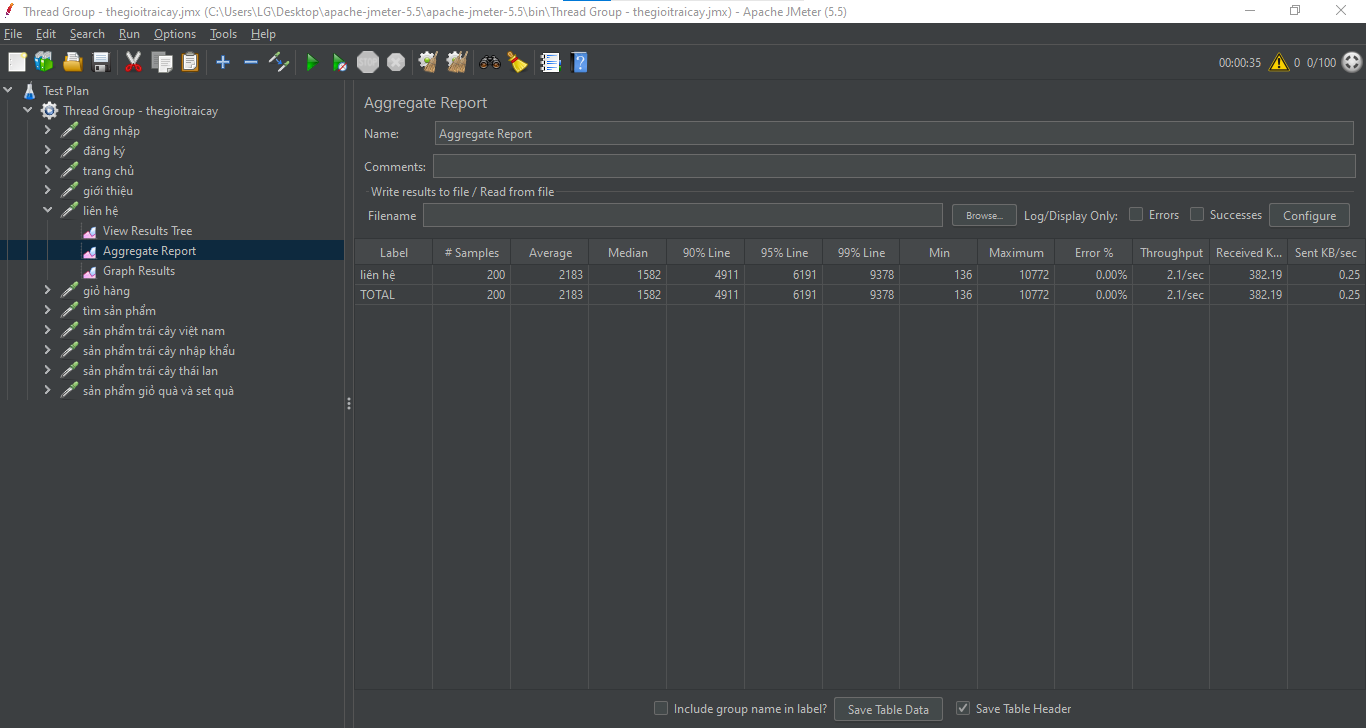 Thread Group - thegioitraicay.jmx (C:\Users\LG\Desktop\apache-jmeter-5.5\apache-jmeter-5.5\bin\Thread Group - thegioitraicay.jmx) - Apache JMeter (5.5)
File Edit Search Run Options Tools Help
STOP 00:00:35 0 0/100
Test Plan
Thread Group - thegioitraicay
đăng nhập
đăng ký
trang chủ
giới thiệu
liên hệ
View Results Tree
Aggregate Report
Graph Results
giỏ hàng
tìm sản phẩm
sản phẩm trái cây việt nam
sản phẩm trái cây nhập khẩu
sản phẩm trái cây thái lan
sản phẩm giỏ quà và set quà
Aggregate Report
Name: Aggregate Report
Comments:
Write results to file / Read from file
Filename Browse... Log/Display Only: Errors Successes Configure
Label # Samples Average Median 90% Line 95% Line 99% Line Min Maximum Error % Throughput Received K... Sent KB/sec
liên hệ 200 2183 1582 4911 6191 9378 136 10772 0.00% 2.1/sec 382.19 0.25
TOTAL 200 2183 1582 4911 6191 9378 136 10772 0.00% 2.1/sec 382.19 0.25
Include group name in label? Save Table Data Save Table Header